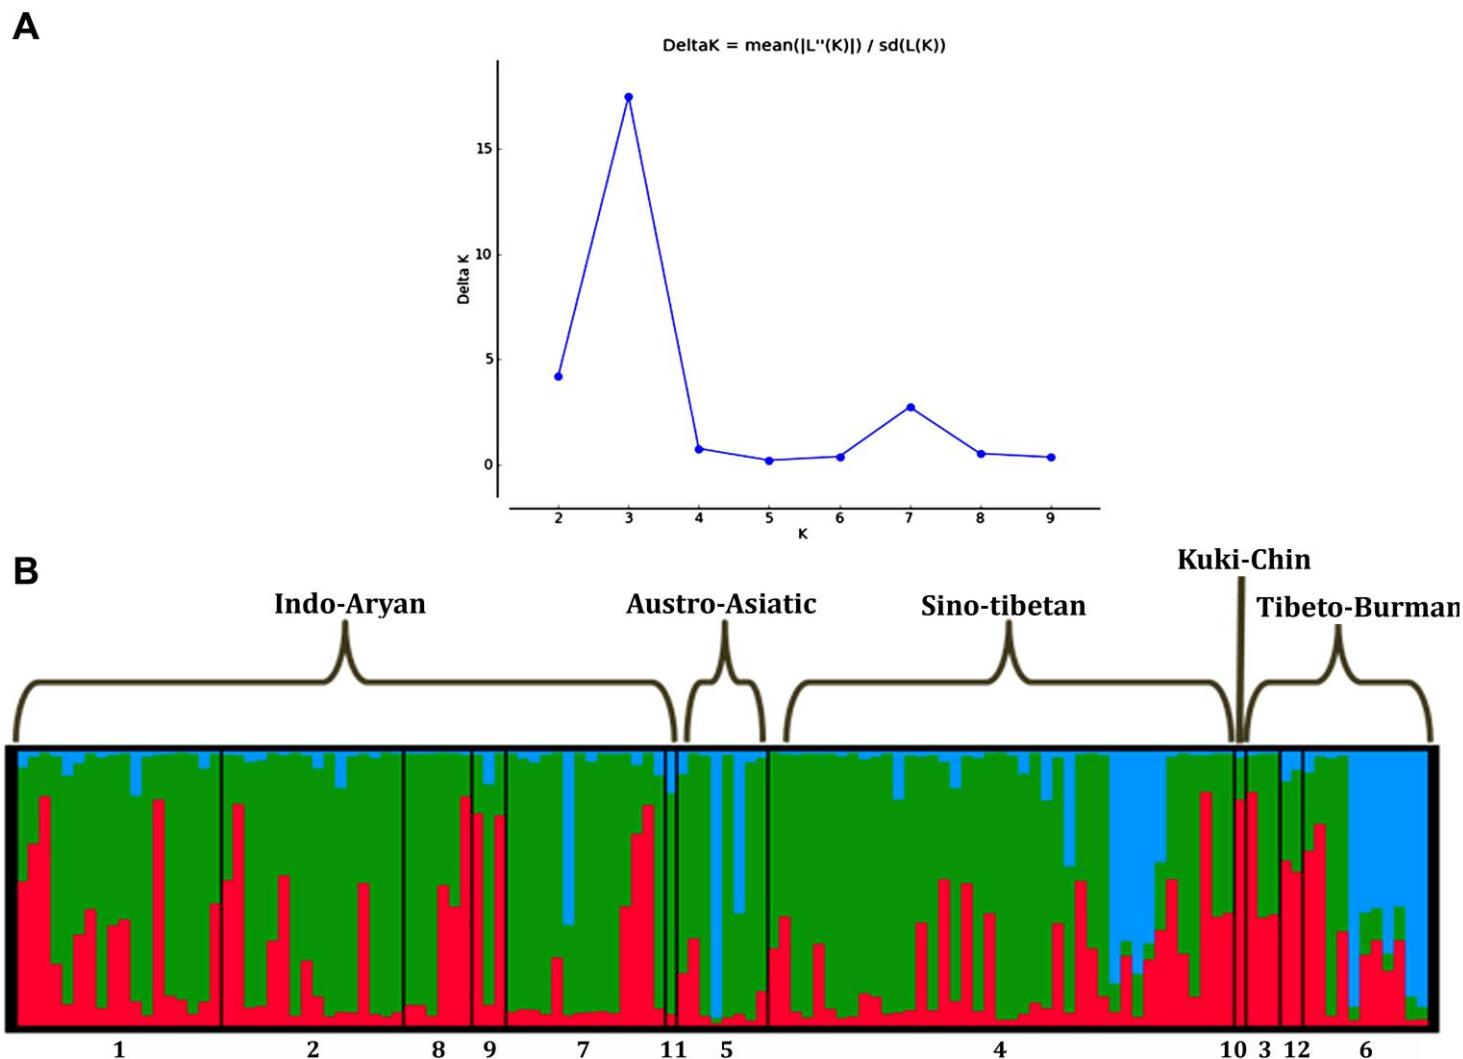 A
DeltaK = mean(|L''(K)|) / sd(L(K))
15
10
5
0
Delta K
2 3 4 5 6 7 8 9
K
B
Kuki-Chin
Indo-Aryan Austro-Asiatic Sino-tibetan Tibeto-Burman
1 2 8 9 7 11 5 4 10 3 12 6